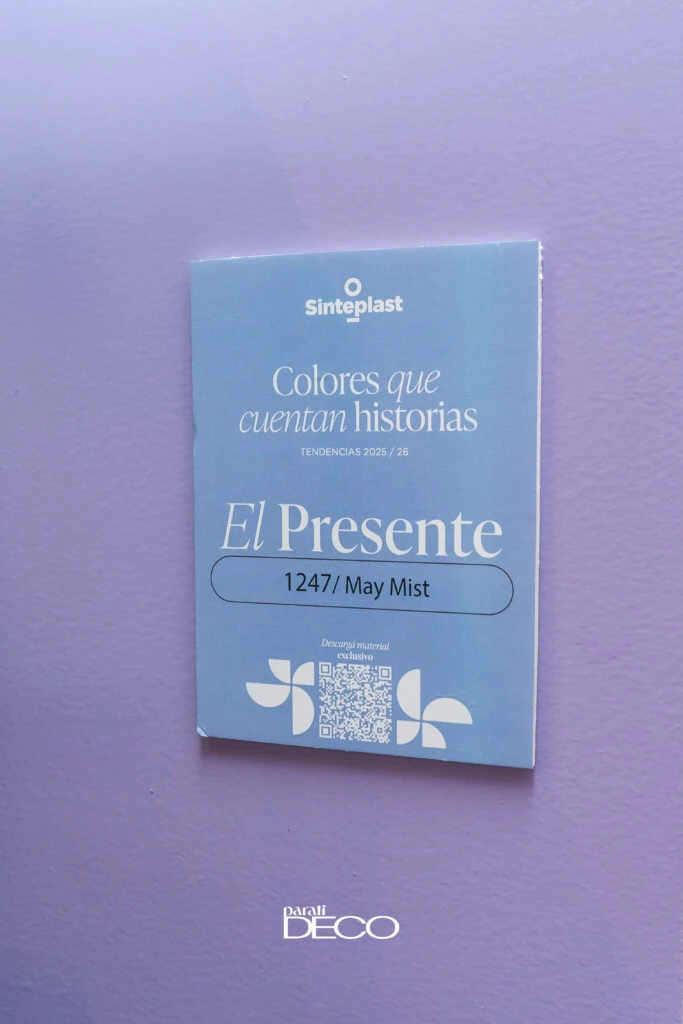 Sinteplast
Colores que
cuentan historias
TENDENCIAS 2025 / 26
El Presente
1247/ May Mist
Descargá material
exclusivo
parati
DECO